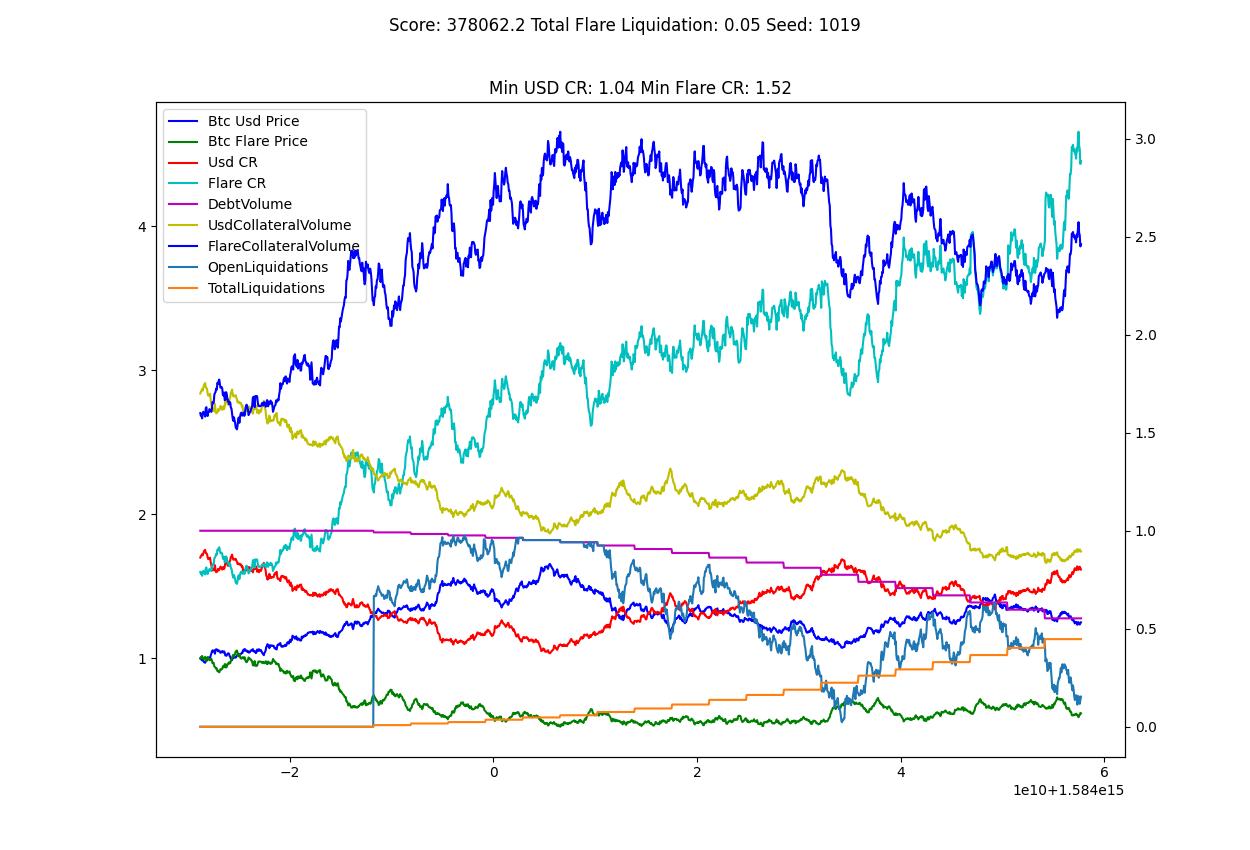 Score: 378062.2 Total Flare Liquidation: 0.05 Seed: 1019
Min USD CR: 1.04 Min Flare CR: 1.52
Btc Usd Price
Btc Flare Price
Usd CR
Flare CR
DebtVolume
UsdCollateralVolume
FlareCollateralVolume
OpenLiquidations
TotalLiquidations
4
3
2
1
3.0
2.5
2.0
1.5
1.0
0.5
0.0
−2 0 2 4 6
1e10+1.584e15